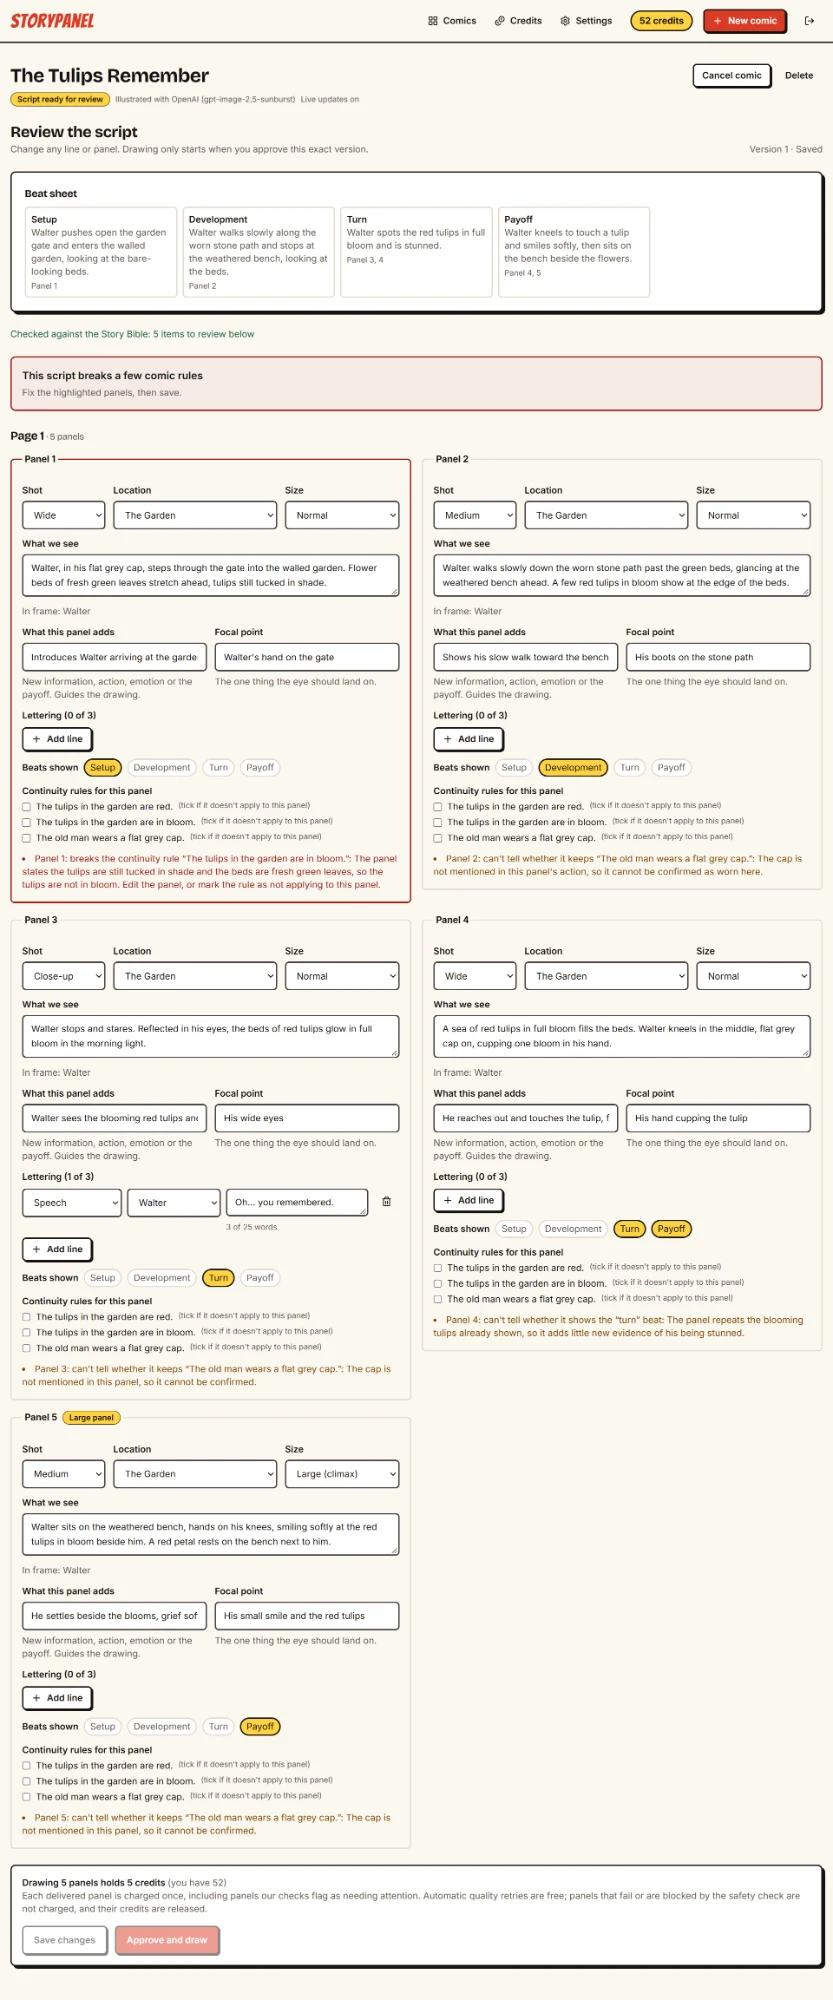 STORYPANEL
Comics
Credits
Settings
52 credits
+ New comic
The Tulips Remember
Cancel comic
Delete
Script ready for review
Illustrated with OpenAI (gpt-image-2.5-sunburst)
Live updates on
Review the script
Change any line or panel. Drawing only starts when you approve this exact version.
Version 1 · Saved
Beat sheet
Setup
Walter pushes open the garden
gate and enters the walled
garden, looking at the bare-
looking beds.
Panel 1
Development
Walter walks slowly along the
worn stone path and stops at
the weathered bench, looking at
the beds.
Panel 2
Turn
Walter spots the red tulips in full
bloom and is stunned.
Panel 3, 4
Payoff
Walter kneels to touch a tulip
and smiles softly, then sits on
the bench beside the flowers.
Panel 4, 5
Checked against the Story Bible: 5 items to review below
This script breaks a few comic rules
Fix the highlighted panels, then save.
Page 1 · 5 panels
Panel 1
Shot
Location
Size
Wide
The Garden
Normal
What we see
Walter, in his flat grey cap, steps through the gate into the walled garden. Flower
beds of fresh green leaves stretch ahead, tulips still tucked in shade.
In frame: Walter
What this panel adds
Focal point
Introduces Walter arriving at the garde
Walter's hand on the gate
New information, action, emotion or the
payoff. Guides the drawing.
The one thing the eye should land on.
Lettering (0 of 3)
+ Add line
Beats shown
Setup
Development
Turn
Payoff
Continuity rules for this panel
The tulips in the garden are red. (tick if it doesn't apply to this panel)
The tulips in the garden are in bloom. (tick if it doesn't apply to this panel)
The old man wears a flat grey cap. (tick if it doesn't apply to this panel)
• Panel 1: breaks the continuity rule "The tulips in the garden are in bloom.": The panel
states the tulips are still tucked in shade and the beds are fresh green leaves, so the
tulips are not in bloom. Edit the panel, or mark the rule as not applying to this panel.
Panel 2
Shot
Location
Size
Medium
The Garden
Normal
What we see
Walter walks slowly down the worn stone path past the green beds, glancing at the
weathered bench ahead. A few red tulips in bloom show at the edge of the beds.
In frame: Walter
What this panel adds
Focal point
Shows his slow walk toward the bench
His boots on the stone path
New information, action, emotion or the
payoff. Guides the drawing.
The one thing the eye should land on.
Lettering (0 of 3)
+ Add line
Beats shown
Setup
Development
Turn
Payoff
Continuity rules for this panel
The tulips in the garden are red. (tick if it doesn't apply to this panel)
The tulips in the garden are in bloom. (tick if it doesn't apply to this panel)
The old man wears a flat grey cap. (tick if it doesn't apply to this panel)
• Panel 2: can't tell whether it keeps "The old man wears a flat grey cap.": The cap is
not mentioned in this panel's action, so it cannot be confirmed as worn here.
Panel 3
Shot
Location
Size
Close-up
The Garden
Normal
What we see
Walter stops and stares. Reflected in his eyes, the beds of red tulips glow in full
bloom in the morning light.
In frame: Walter
What this panel adds
Focal point
Walter sees the blooming red tulips and
His wide eyes
New information, action, emotion or the
payoff. Guides the drawing.
The one thing the eye should land on.
Lettering (1 of 3)
Speech
Walter
Oh... you remembered.
3 of 25 words
+ Add line
Beats shown
Setup
Development
Turn
Payoff
Continuity rules for this panel
The tulips in the garden are red. (tick if it doesn't apply to this panel)
The tulips in the garden are in bloom. (tick if it doesn't apply to this panel)
The old man wears a flat grey cap. (tick if it doesn't apply to this panel)
• Panel 3: can't tell whether it keeps "The old man wears a flat grey cap.": The cap is
not mentioned in this panel, so it cannot be confirmed.
Panel 4
Shot
Location
Size
Wide
The Garden
Normal
What we see
A sea of red tulips in full bloom fills the beds. Walter kneels in the middle, flat grey
cap on, cupping one bloom in his hand.
In frame: Walter
What this panel adds
Focal point
He reaches out and touches the tulip, f
His hand cupping the tulip
New information, action, emotion or the
payoff. Guides the drawing.
The one thing the eye should land on.
Lettering (0 of 3)
+ Add line
Beats shown
Setup
Development
Turn
Payoff
Continuity rules for this panel
The tulips in the garden are red. (tick if it doesn't apply to this panel)
The tulips in the garden are in bloom. (tick if it doesn't apply to this panel)
The old man wears a flat grey cap. (tick if it doesn't apply to this panel)
• Panel 4: can't tell whether it shows the "turn" beat: The panel repeats the blooming
tulips already shown, so it adds little new evidence of his being stunned.
Panel 5
Large panel
Shot
Location
Size
Medium
The Garden
Large (climax)
What we see
Walter sits on the weathered bench, hands on his knees, smiling softly at the red
tulips in bloom beside him. A red petal rests on the bench next to him.
In frame: Walter
What this panel adds
Focal point
He settles beside the blooms, grief sof
His small smile and the red tulips
New information, action, emotion or the
payoff. Guides the drawing.
The one thing the eye should land on.
Lettering (0 of 3)
+ Add line
Beats shown
Setup
Development
Turn
Payoff
Continuity rules for this panel
The tulips in the garden are red. (tick if it doesn't apply to this panel)
The tulips in the garden are in bloom. (tick if it doesn't apply to this panel)
The old man wears a flat grey cap. (tick if it doesn't apply to this panel)
• Panel 5: can't tell whether it keeps "The old man wears a flat grey cap.": The cap is
not mentioned in this panel, so it cannot be confirmed.
Drawing 5 panels holds 5 credits (you have 52)
Each delivered panel is charged once, including panels our checks flag as needing attention. Automatic quality retries are free; panels that fail or are blocked by the safety check are
not charged, and their credits are released.
Save changes
Approve and draw